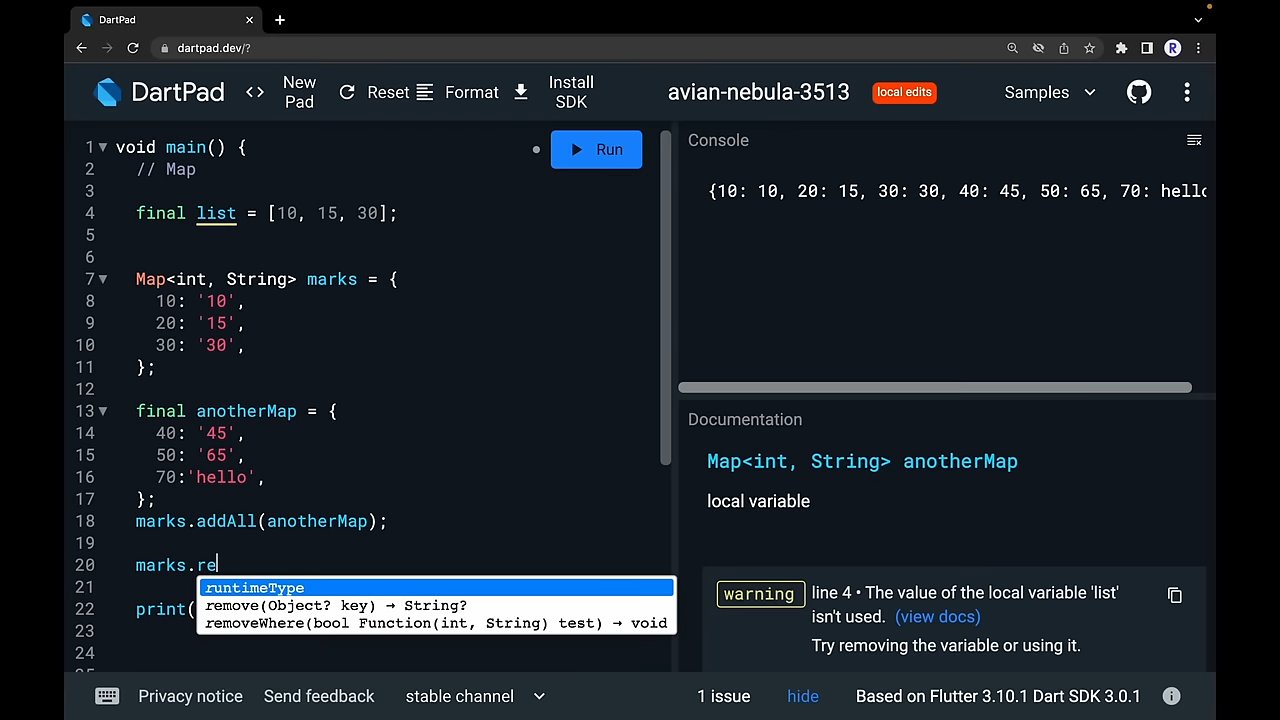 DartPad
dartpad.dev/?
R
DartPad
<> New Pad
Reset
Format
Install SDK
avian-nebula-3513
local edits
Samples
Run
1 void main() {
2 // Map
3
4 final list = [10, 15, 30];
5
6
7 Map<int, String> marks = {
8 10: '10',
9 20: '15',
10 30: '30',
11 };
12
13 final anotherMap = {
14 40: '45',
15 50: '65',
16 70:'hello',
17 };
18 marks.addAll(anotherMap);
19
20 marks.re
21
22 print(
23
24
runtimeType
remove(Object? key) → String?
removeWhere(bool Function(int, String) test) → void
Console
{10: 10, 20: 15, 30: 30, 40: 45, 50: 65, 70: hello
Documentation
Map<int, String> anotherMap
local variable
warning
line 4 • The value of the local variable 'list'
isn't used. (view docs)
Try removing the variable or using it.
Privacy notice
Send feedback
stable channel
1 issue
hide
Based on Flutter 3.10.1 Dart SDK 3.0.1